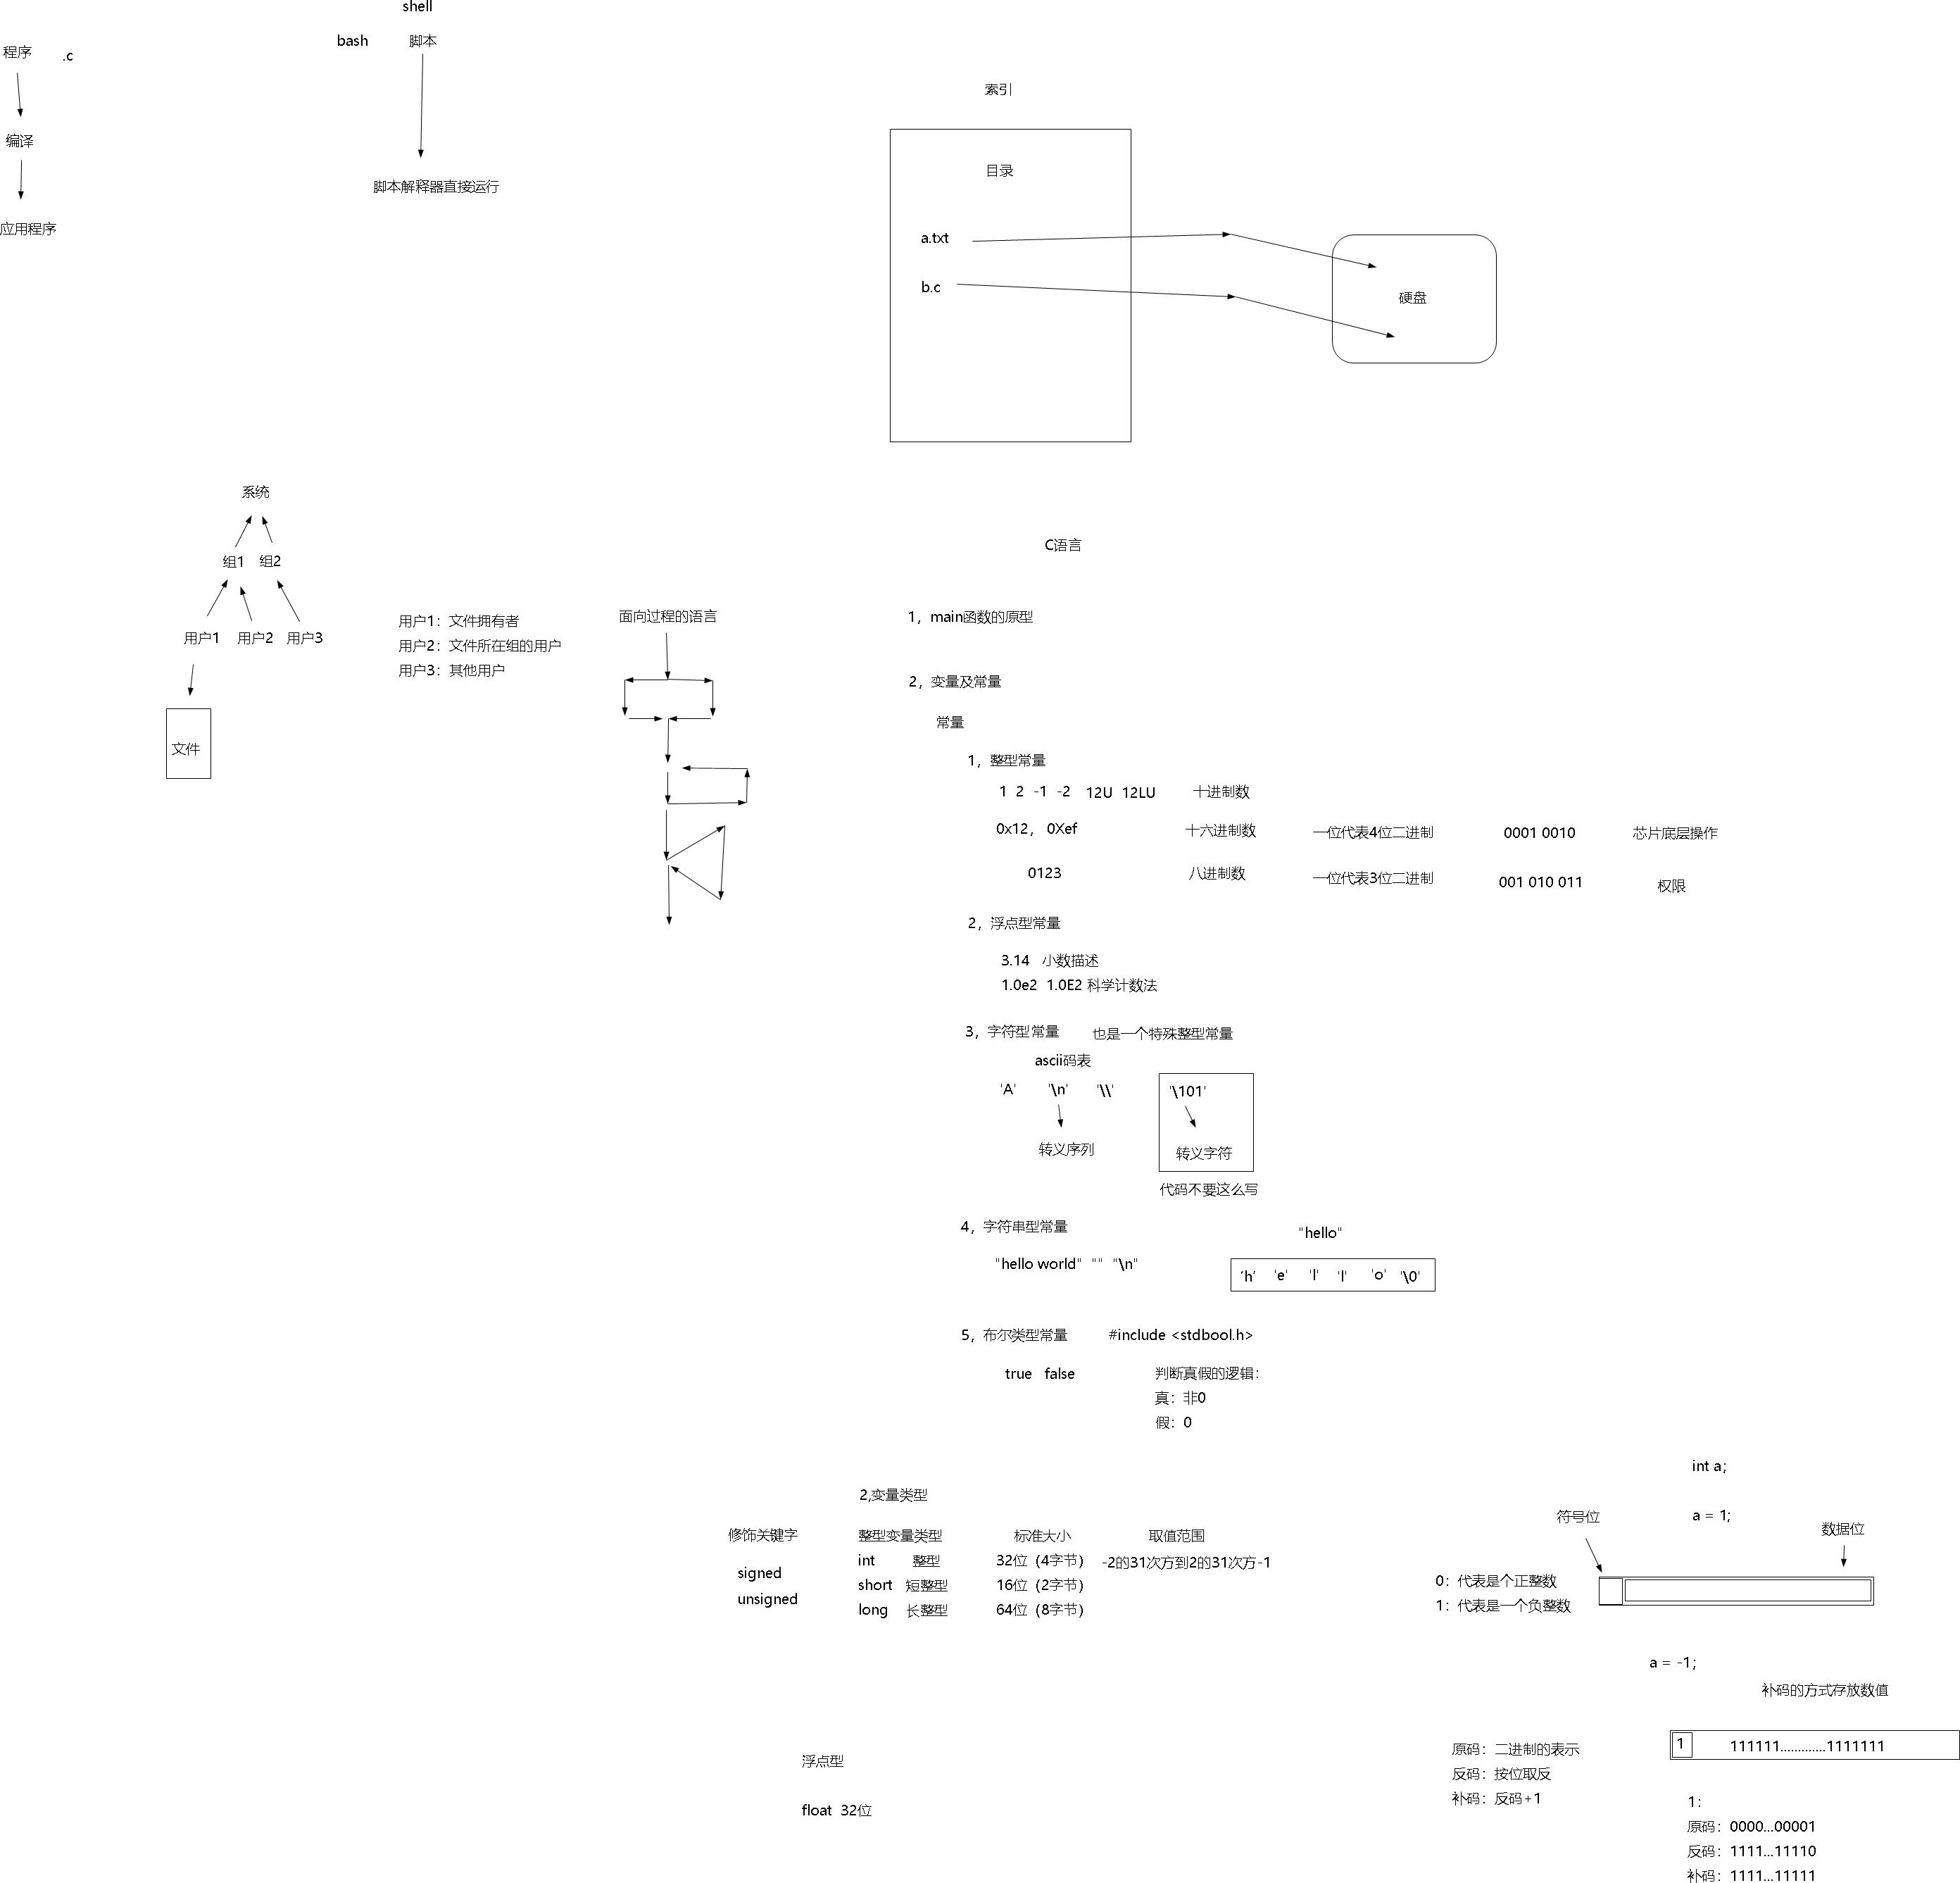 shell
bash 脚本
程序 .c
编译
脚本解释器直接运行
应用程序
索引
目录
a.txt
b.c
硬盘
系统
组1 组2
用户1 用户2 用户3
文件
用户1：文件拥有者
用户2：文件所在组的用户
用户3：其他用户
面向过程的语言
C语言
1，main函数的原型
2，变量及常量
常量
1，整型常量
1 2 -1 -2 12U 12LU 十进制数
0x12， 0Xef 十六进制数 一位代表4位二进制 0001 0010 芯片底层操作
0123 八进制数 一位代表3位二进制 001 010 011 权限
2，浮点型常量
3.14 小数描述
1.0e2 1.0E2 科学计数法
3，字符型常量 也是一个特殊整型常量
ascii码表
'A' '\n' '\\' '\101'
转义序列 转义字符
代码不要这么写
4，字符串型常量 "hello"
"hello world" "" "\n"
‘h’ 'e' 'l' 'l' 'o' '\0'
5，布尔类型常量 #include <stdbool.h>
true false 判断真假的逻辑：
真：非0
假：0
2,变量类型
修饰关键字 整型变量类型 标准大小 取值范围
int 整型 32位（4字节） -2的31次方到2的31次方-1
signed
short 短整型 16位（2字节）
unsigned
long 长整型 64位（8字节）
int a；
符号位 a = 1； 数据位
0：代表是个正整数
1：代表是一个负整数
a = -1；
补码的方式存放数值
1 111111.............1111111
原码：二进制的表示
反码：按位取反
补码：反码+1
浮点型
float 32位
1：
原码：0000...00001
反码：1111...11110
补码：1111...11111